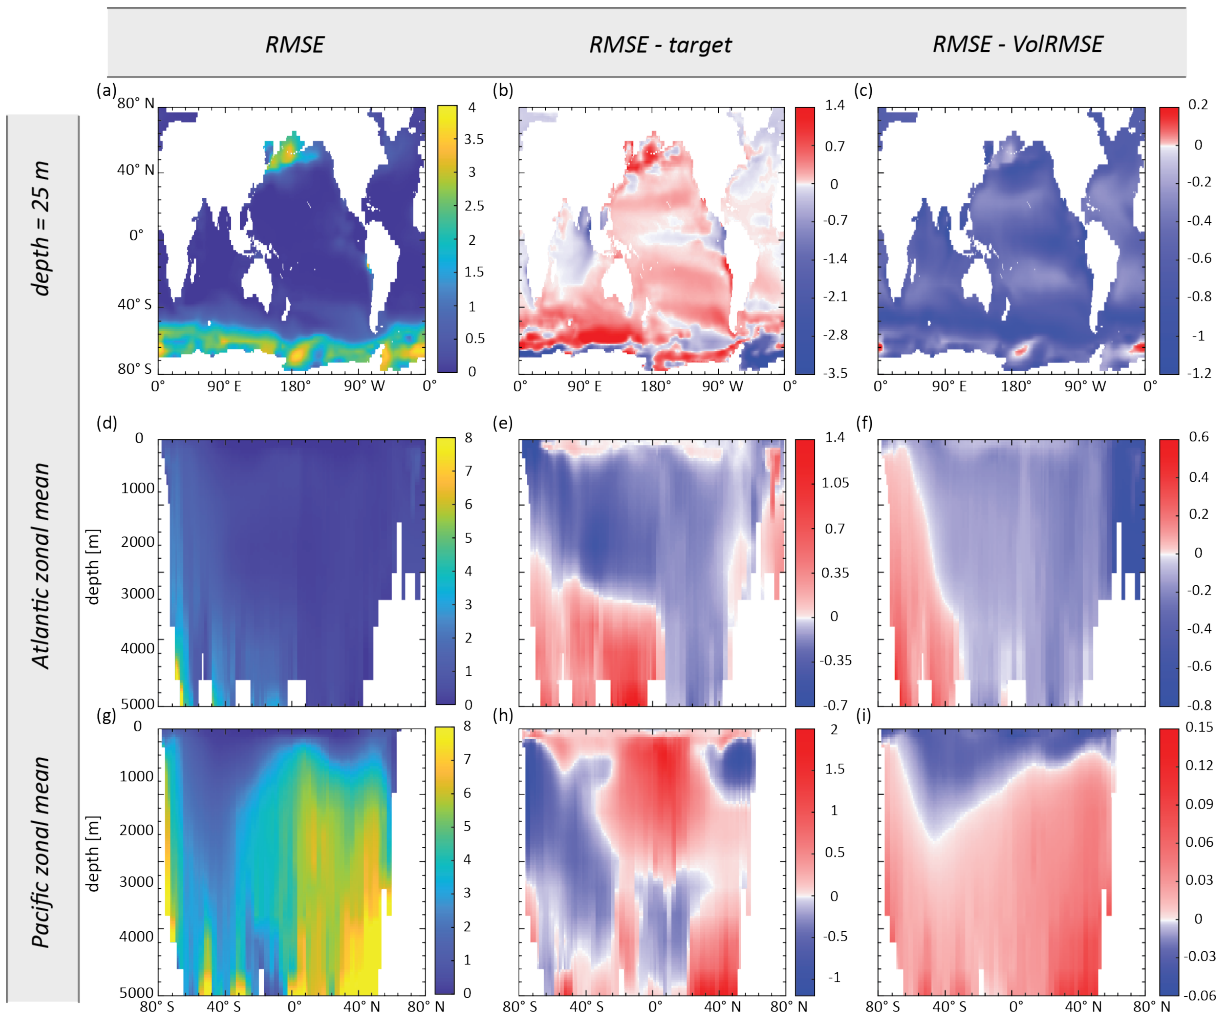 RMSE RMSE - target RMSE - VolRMSE
depth = 25 m
(a) (b) (c)
80° N 4 1.4 0.2
3.5 0.7 0
40° N 3 0 -0.2
2.5 -0.7 -0.4
0° 2 -1.4 -0.6
1.5 -2.1 -0.8
40° S 1 -2.8 -1
0.5 -3.5 -1.2
80° S 0
0° 90° E 180° 90° W 0° 0° 90° E 180° 90° W 0° 0° 90° E 180° 90° W 0°
Atlantic zonal mean
(d) (e) (f)
depth [m]
0 8 1.4 0.6
1000 7 1.05 0.4
2000 6 0.7 0.2
3000 5 0.35 0
4000 4 0 -0.2
5000 3 -0.35 -0.4
2 -0.7 -0.6
1 -0.8
0
Pacific zonal mean
(g) (h) (i)
depth [m]
0 8 2 0.15
1000 7 1.5 0.12
2000 6 1 0.09
3000 5 0.5 0.06
4000 4 0 0.03
5000 3 -0.5 0
2 -1 -0.03
1 -0.06
0
80° S 40° S 0° 40° N 80° S 40° S 0° 40° N 80° N 80° S 40° S 0° 40° N 80° N